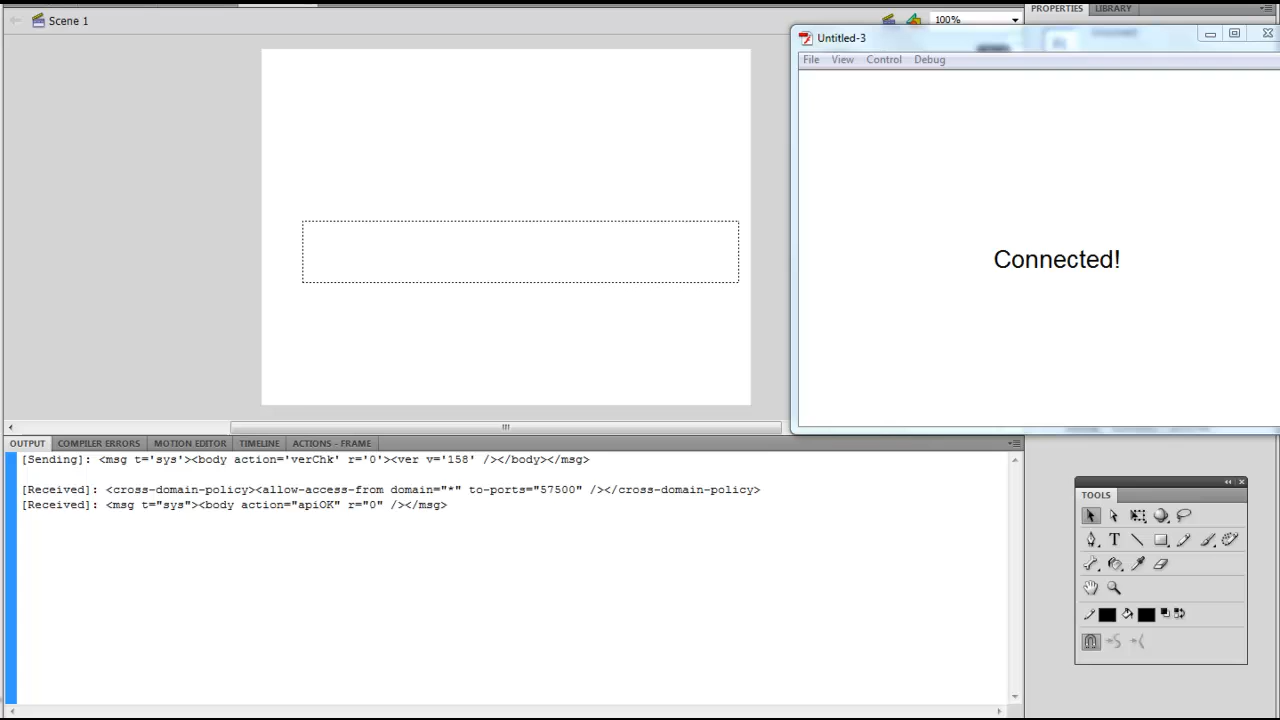 Scene 1
100%
PROPERTIES
LIBRARY
Untitled-3
File View Control Debug
Connected!
OUTPUT COMPILER ERRORS MOTION EDITOR TIMELINE ACTIONS - FRAME
[Sending]: <msg t='sys'><body action='verChk' r='0'><ver v='158' /></body></msg>
[Received]: <cross-domain-policy><allow-access-from domain="*" to-ports="57500" /></cross-domain-policy>
[Received]: <msg t="sys"><body action="apiOK" r="0" /></msg>
TOOLS